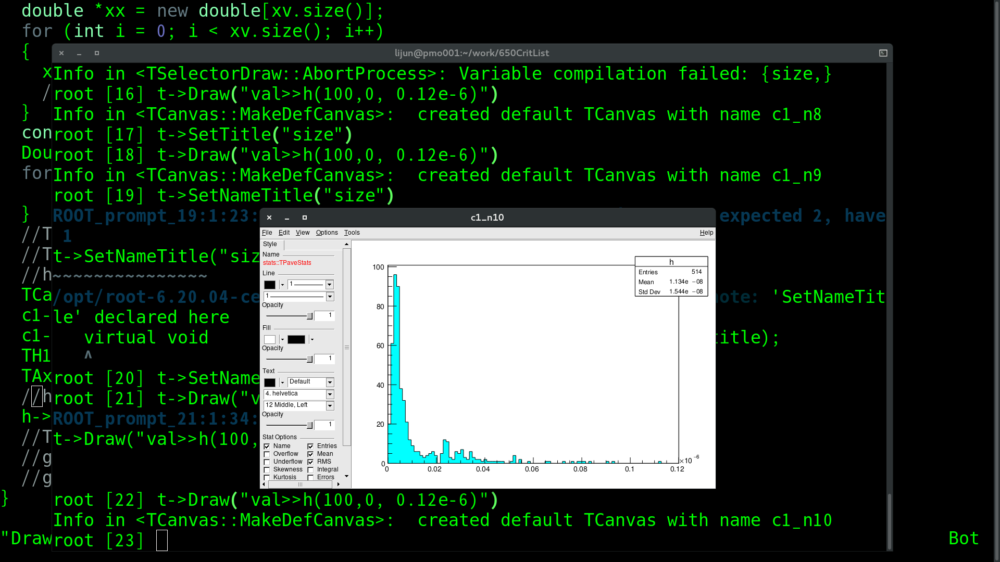 double *xx = new double[xv.size()];
for (int i = 0; i < xv.size(); i++)
{
lijun@pmo001:~/work/650CritList
x
Info in <TSelectorDraw::AbortProcess>: Variable compilation failed: {size,}
/
root [16] t->Draw("val>>h(100,0, 0.12e-6)")
}
Info in <TCanvas::MakeDefCanvas>:  created default TCanvas with name c1_n8
con
root [17] t->SetTitle("size")
Dou
root [18] t->Draw("val>>h(100,0, 0.12e-6)")
for
Info in <TCanvas::MakeDefCanvas>:  created default TCanvas with name c1_n9
root [19] t->SetNameTitle("size")
}
ROOT_prompt_19:1:23:
expected 2, have
//T
1
//T
t->SetNameTitle("siz
//h
~~~~~~~~~~~~~~~
TCa
/opt/root-6.20.04-ce
note: 'SetNameTit
c1-
le' declared here
c1-
virtual void
title);
TH1
^
TAx
root [20] t->SetName
//h
root [21] t->Draw("v
h->
ROOT_prompt_21:1:34:
//T
t->Draw("val>>h(100,
//g
//g
}
root [22] t->Draw("val>>h(100,0, 0.12e-6)")
Info in <TCanvas::MakeDefCanvas>:  created default TCanvas with name c1_n10
"Draw
root [23]
Bot
c1_n10
File Edit View Options Tools Help
Style
Name
stats::TPaveStats
Line
1
1
Opacity
1
Fill
Opacity
1
Text
Default
4. helvetica
12 Middle, Left
Opacity
1
Stat Options
Name Entries
Overflow Mean
Underflow RMS
Skewness Integral
Kurtosis Errors
h
Entries 514
Mean 1.134e −08
Std Dev 1.544e −08
100
80
60
40
20
0
0 0.02 0.04 0.06 0.08 0.1 0.12
×10 −6